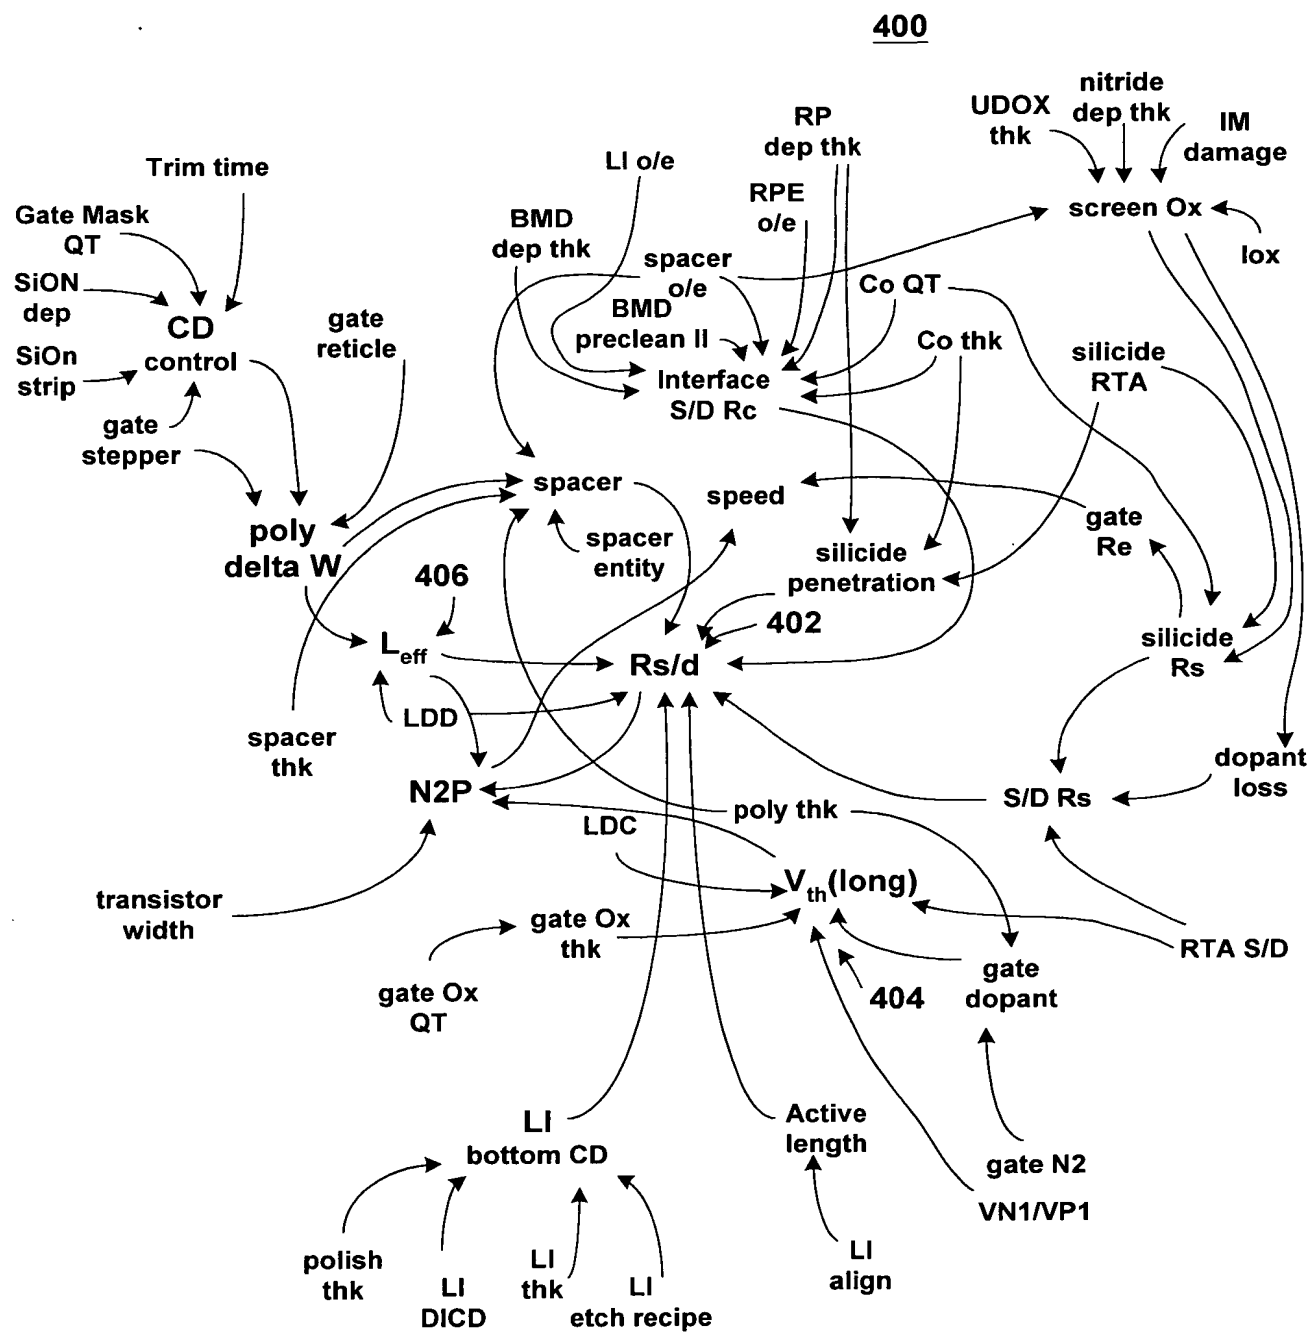 400
nitride
dep thk
UDOX
thk
IM
damage
RP
dep thk
LI o/e
Trim time
RPE
o/e
screen Ox
Gate Mask
QT
BMD
dep thk
lox
spacer
o/e
SiON
dep
Co QT
BMD
preclean II
CD
control
gate
reticle
Co thk
silicide
RTA
SiOn
strip
Interface
S/D Rc
gate
stepper
spacer
speed
gate
Re
poly
delta W
spacer
entity
silicide
penetration
406
402
silicide
Rs
Leff
Rs/d
LDD
spacer
thk
dopant
loss
N2P
S/D Rs
poly thk
LDC
Vth(long)
transistor
width
gate Ox
thk
RTA S/D
gate
dopant
404
gate Ox
QT
LI
bottom CD
Active
length
gate N2
VN1/VP1
polish
thk
LI
DICD
LI
thk
LI
etch recipe
LI
align